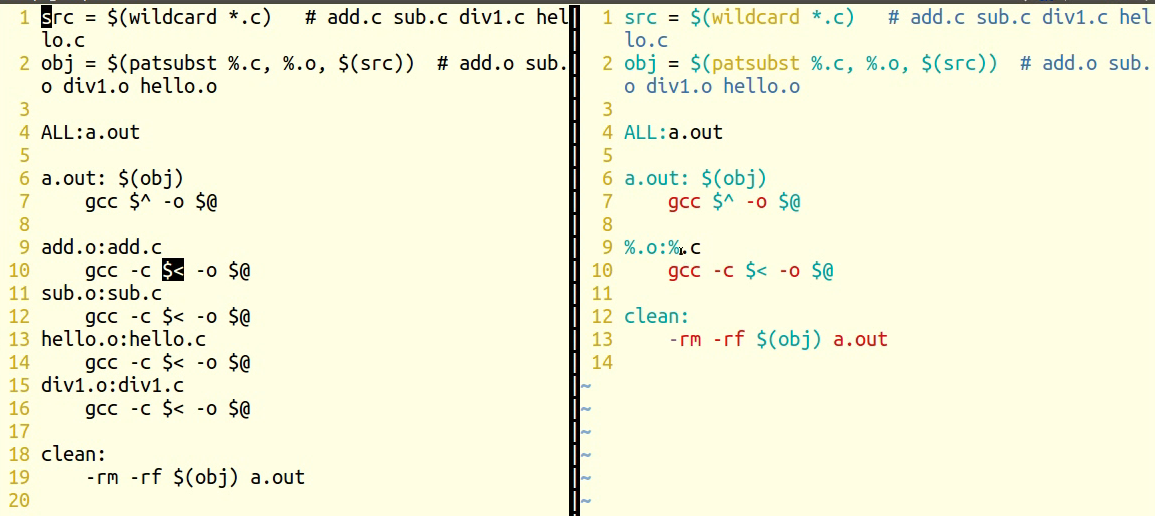 1 src = $(wildcard *.c)   # add.c sub.c div1.c hel
lo.c
2 obj = $(patsubst %.c, %.o, $(src))  # add.o sub.
o div1.o hello.o
3
4 ALL:a.out
5
6 a.out: $(obj)
7     gcc $^ -o $@
8
9 add.o:add.c
10     gcc -c $< -o $@
11 sub.o:sub.c
12     gcc -c $< -o $@
13 hello.o:hello.c
14     gcc -c $< -o $@
15 div1.o:div1.c
16     gcc -c $< -o $@
17
18 clean:
19     -rm -rf $(obj) a.out
20
1 src = $(wildcard *.c)   # add.c sub.c div1.c hel
lo.c
2 obj = $(patsubst %.c, %.o, $(src))  # add.o sub.
o div1.o hello.o
3
4 ALL:a.out
5
6 a.out: $(obj)
7     gcc $^ -o $@
8
9 %.o:%.c
10     gcc -c $< -o $@
11
12 clean:
13     -rm -rf $(obj) a.out
14
~
~
~
~
~
~